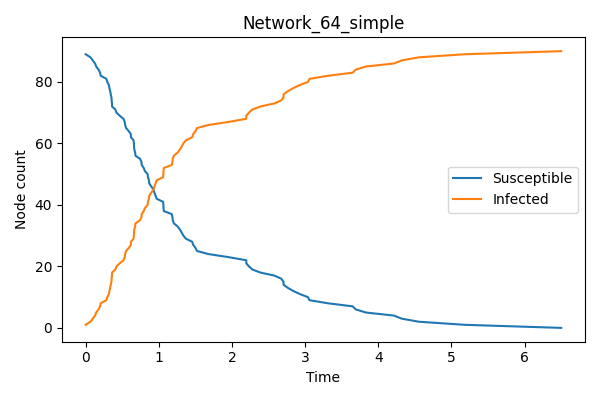 Network_64_simple
Node count
80
60
40
20
0
Susceptible
Infected
0 1 2 3 4 5 6
Time